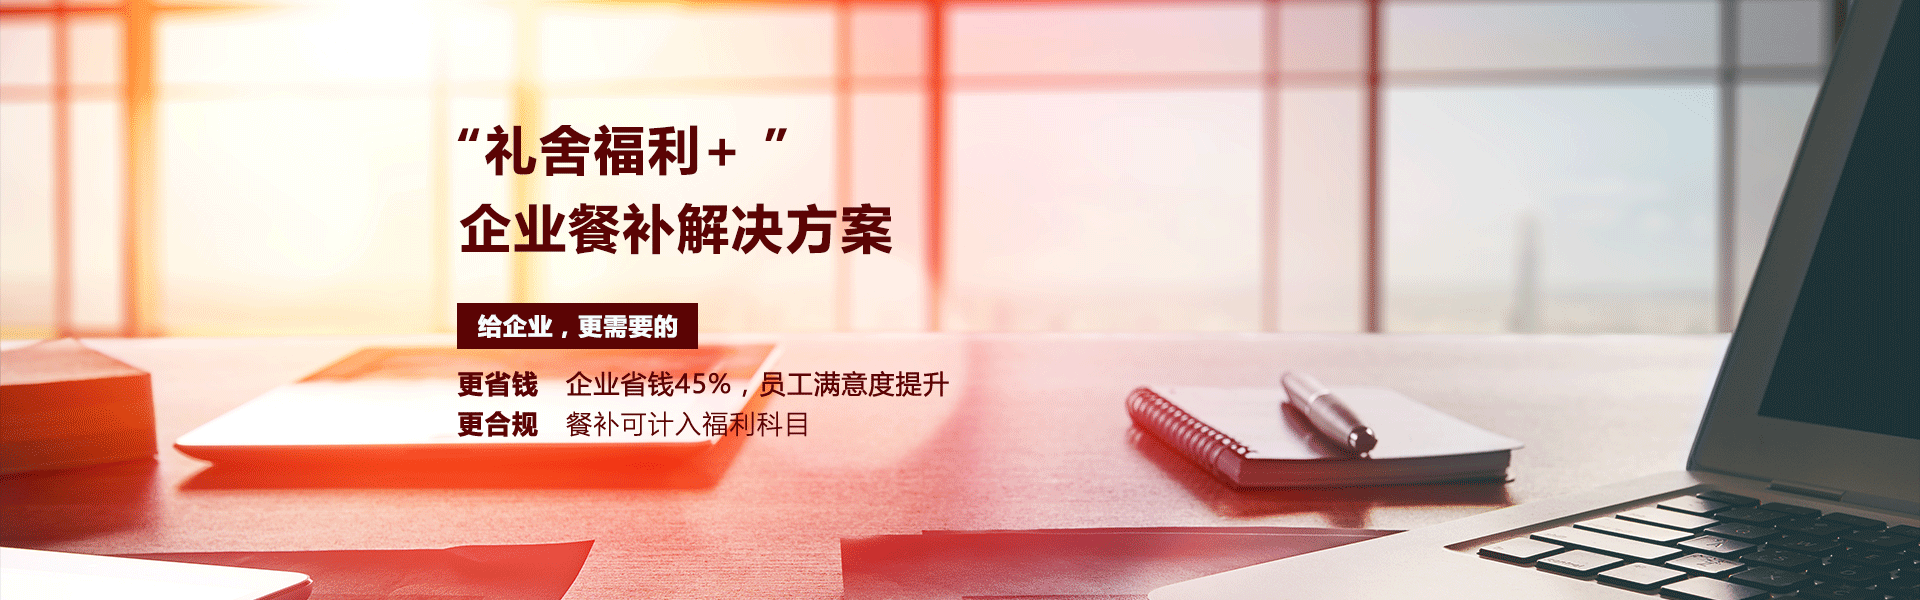 “礼舍福利+ ”
企业餐补解决方案
给企业，更需要的
更省钱 企业省钱45%，员工满意度提升
更合规 餐补可计入福利科目